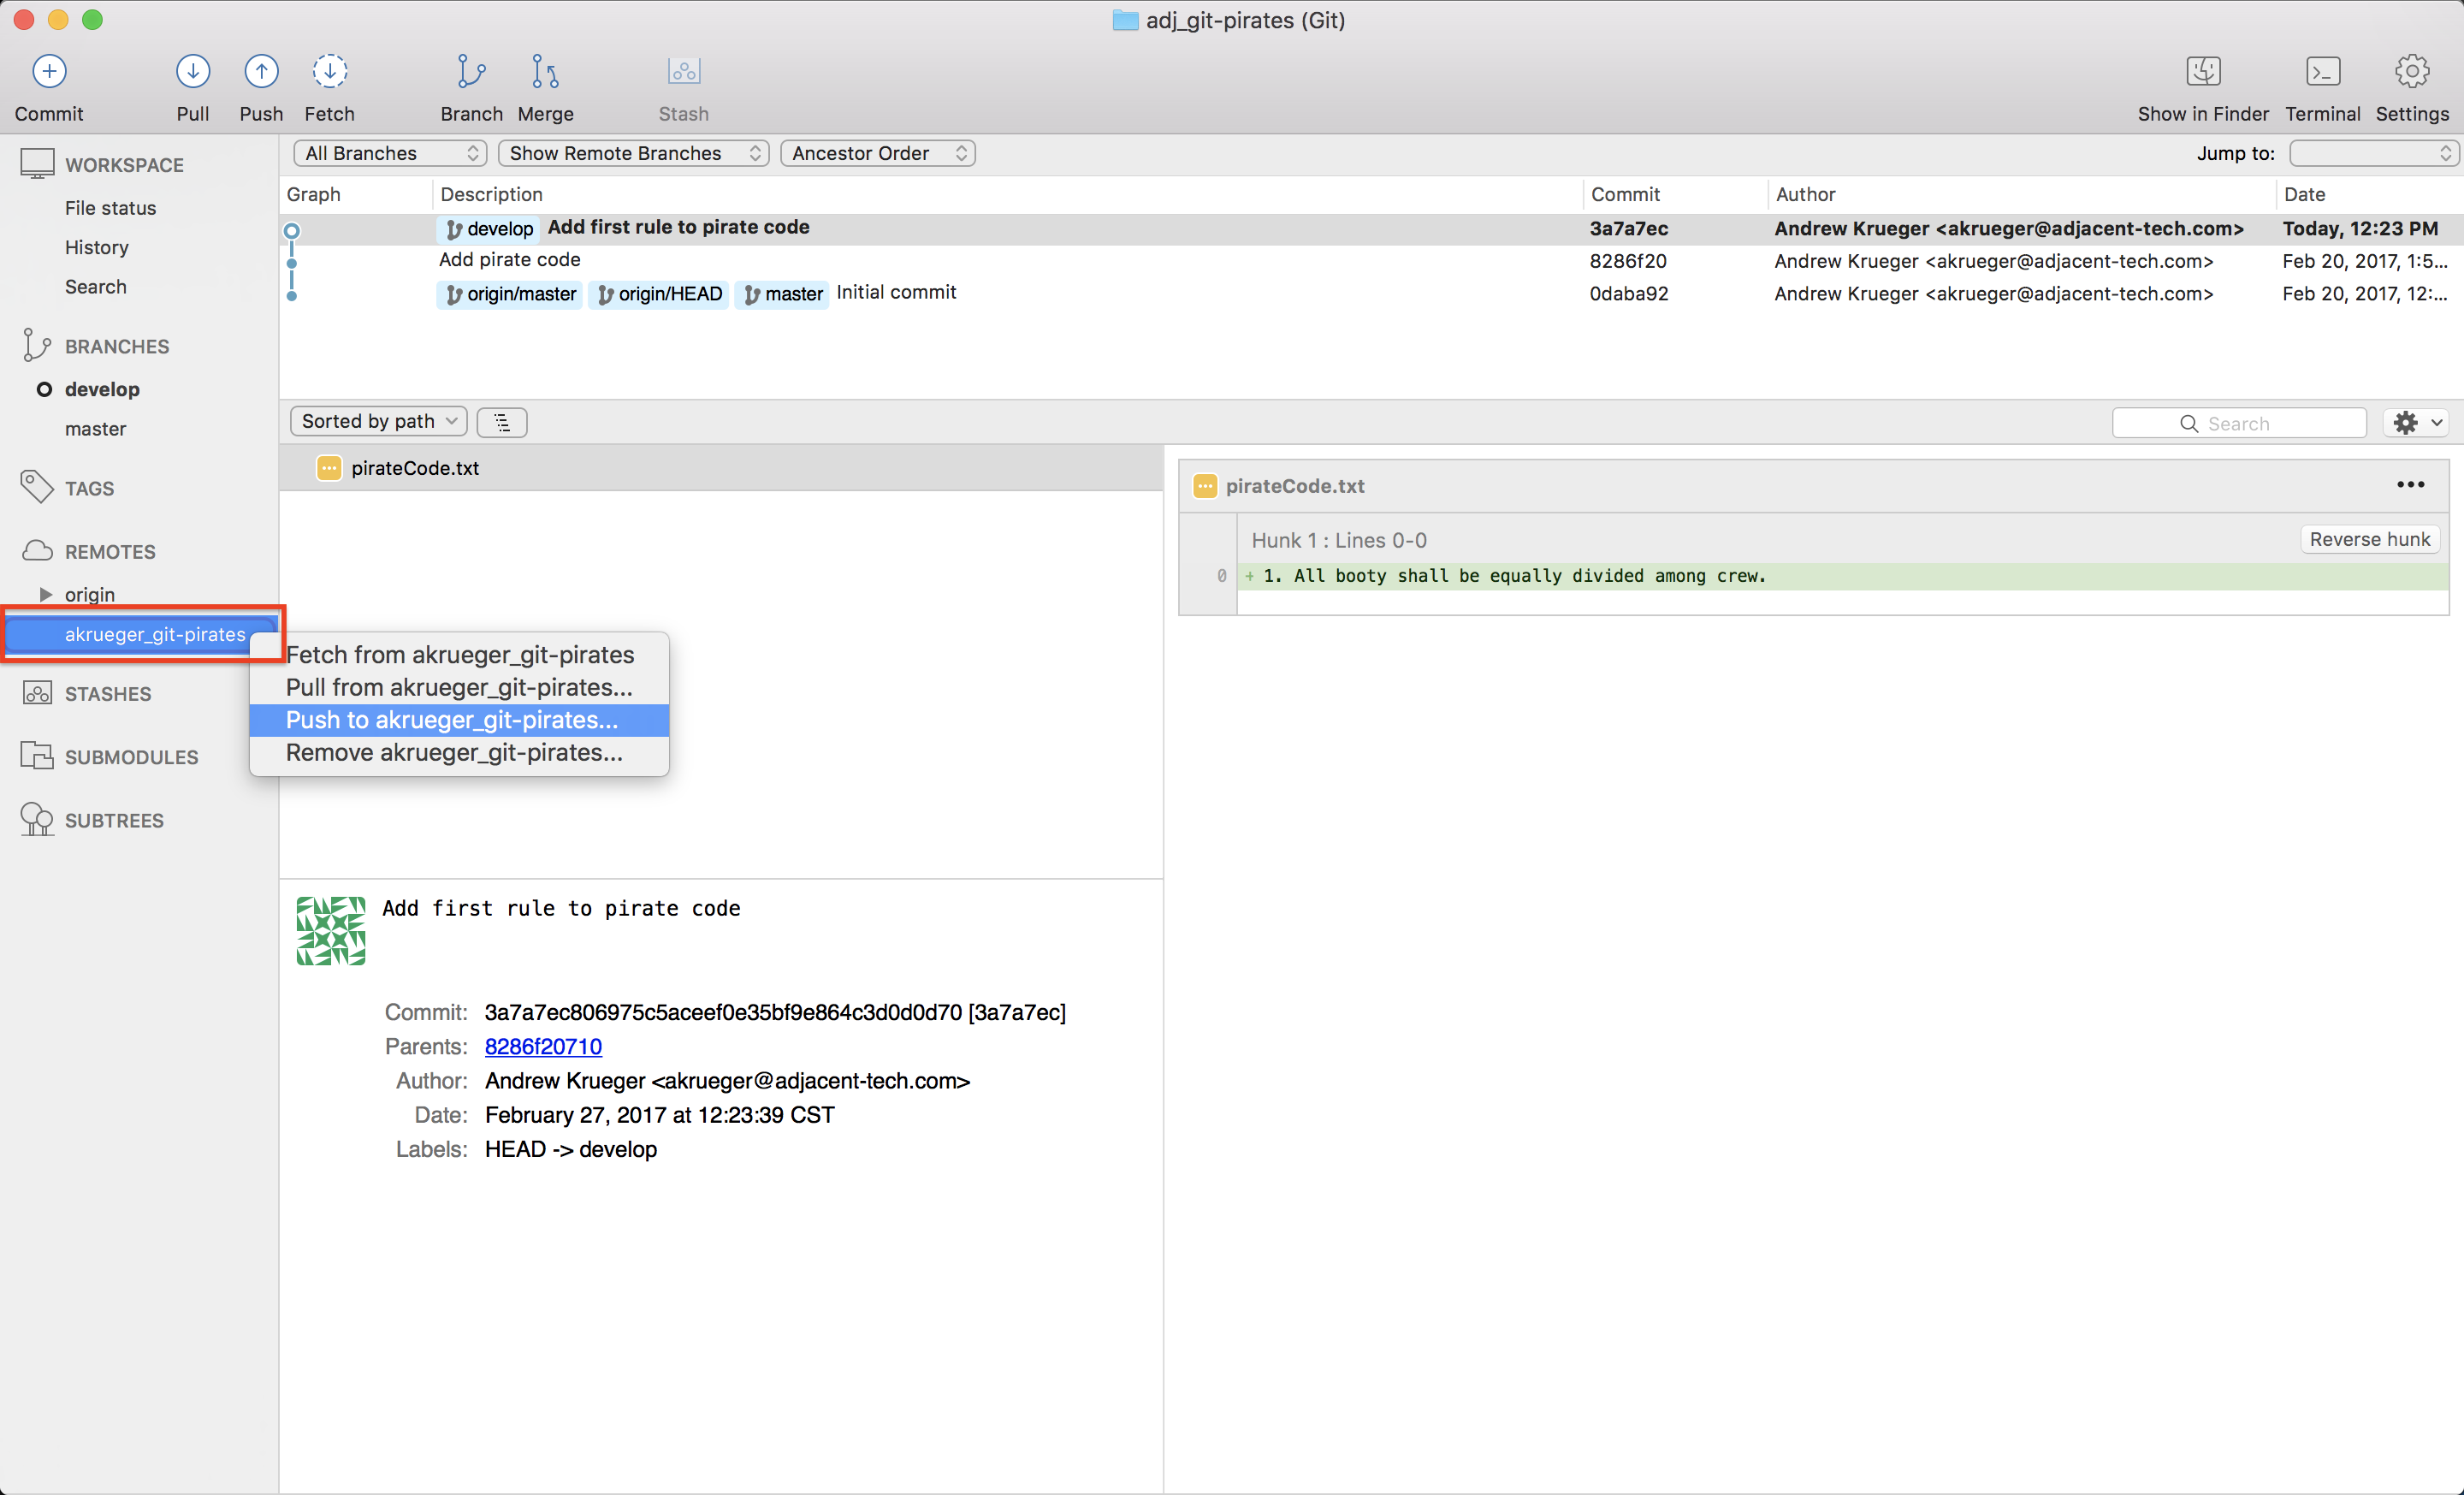 adj_git-pirates (Git)
Commit Pull Push Fetch Branch Merge Stash Show in Finder Terminal Settings
All Branches Show Remote Branches Ancestor Order Jump to:
Graph Description Commit Author Date
develop Add first rule to pirate code 3a7a7ec Andrew Krueger <akrueger@adjacent-tech.com> Today, 12:23 PM
Add pirate code 8286f20 Andrew Krueger <akrueger@adjacent-tech.com> Feb 20, 2017, 1:5...
origin/master origin/HEAD master Initial commit 0daba92 Andrew Krueger <akrueger@adjacent-tech.com> Feb 20, 2017, 12:...
WORKSPACE
File status
History
Search
BRANCHES
develop
master
TAGS
REMOTES
origin
akrueger_git-pirates
STASHES
SUBMODULES
SUBTREES
Fetch from akrueger_git-pirates
Pull from akrueger_git-pirates...
Push to akrueger_git-pirates...
Remove akrueger_git-pirates...
Sorted by path Search
pirateCode.txt
pirateCode.txt
Hunk 1 : Lines 0-0 Reverse hunk
0 + 1. All booty shall be equally divided among crew.
Add first rule to pirate code
Commit: 3a7a7ec806975c5aceef0e35bf9e864c3d0d0d70 [3a7a7ec]
Parents: 8286f20710
Author: Andrew Krueger <akrueger@adjacent-tech.com>
Date: February 27, 2017 at 12:23:39 CST
Labels: HEAD -> develop